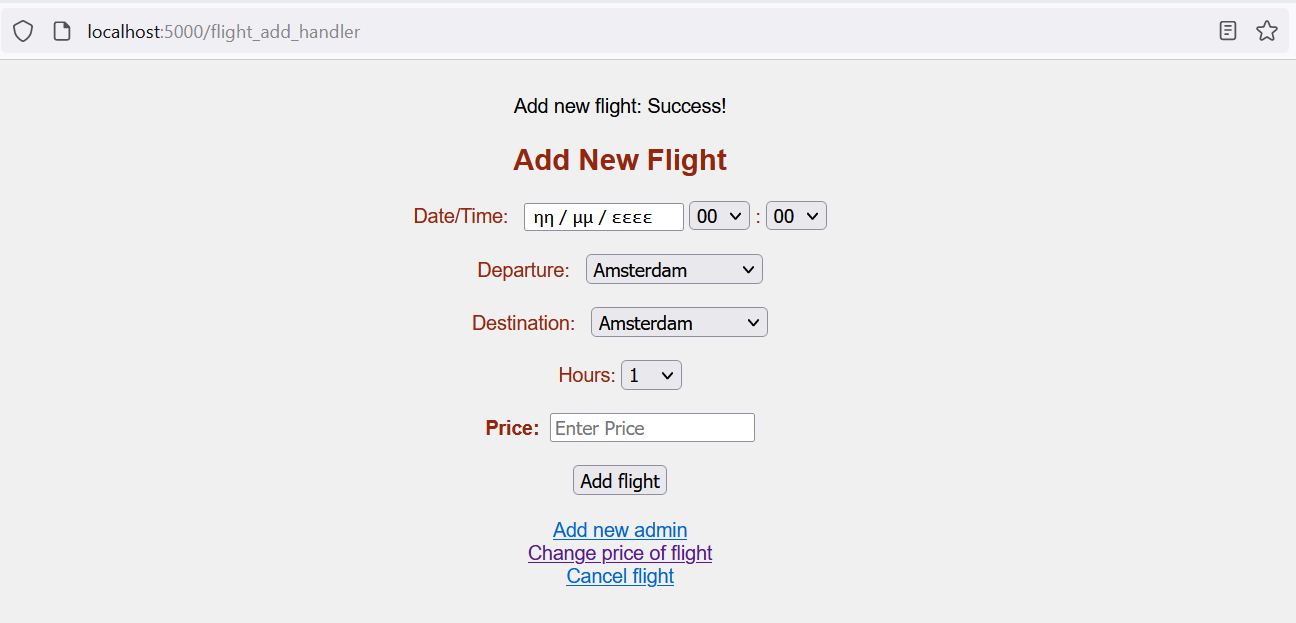 localhost:5000/flight_add_handler
Add new flight: Success!
Add New Flight
Date/Time: ηη / μμ / εεεε 00 : 00
Departure: Amsterdam
Destination: Amsterdam
Hours: 1
Price: Enter Price
Add flight
Add new admin
Change price of flight
Cancel flight